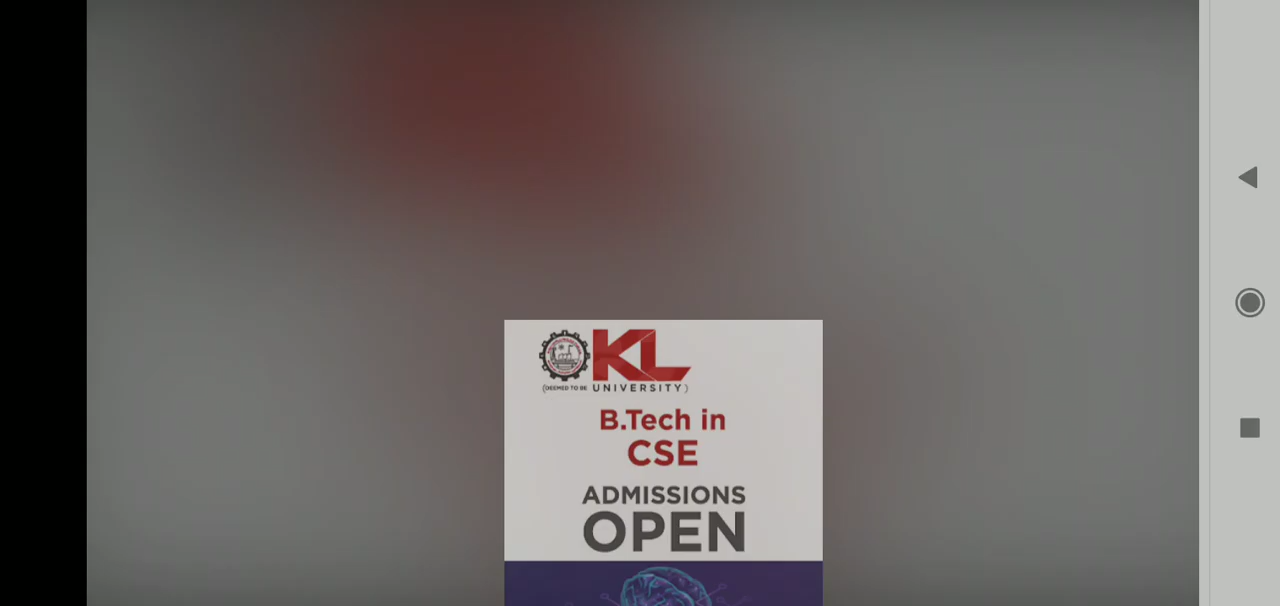 KL
(DEEMED TO BE UNIVERSITY)
B.Tech in
CSE
ADMISSIONS
OPEN